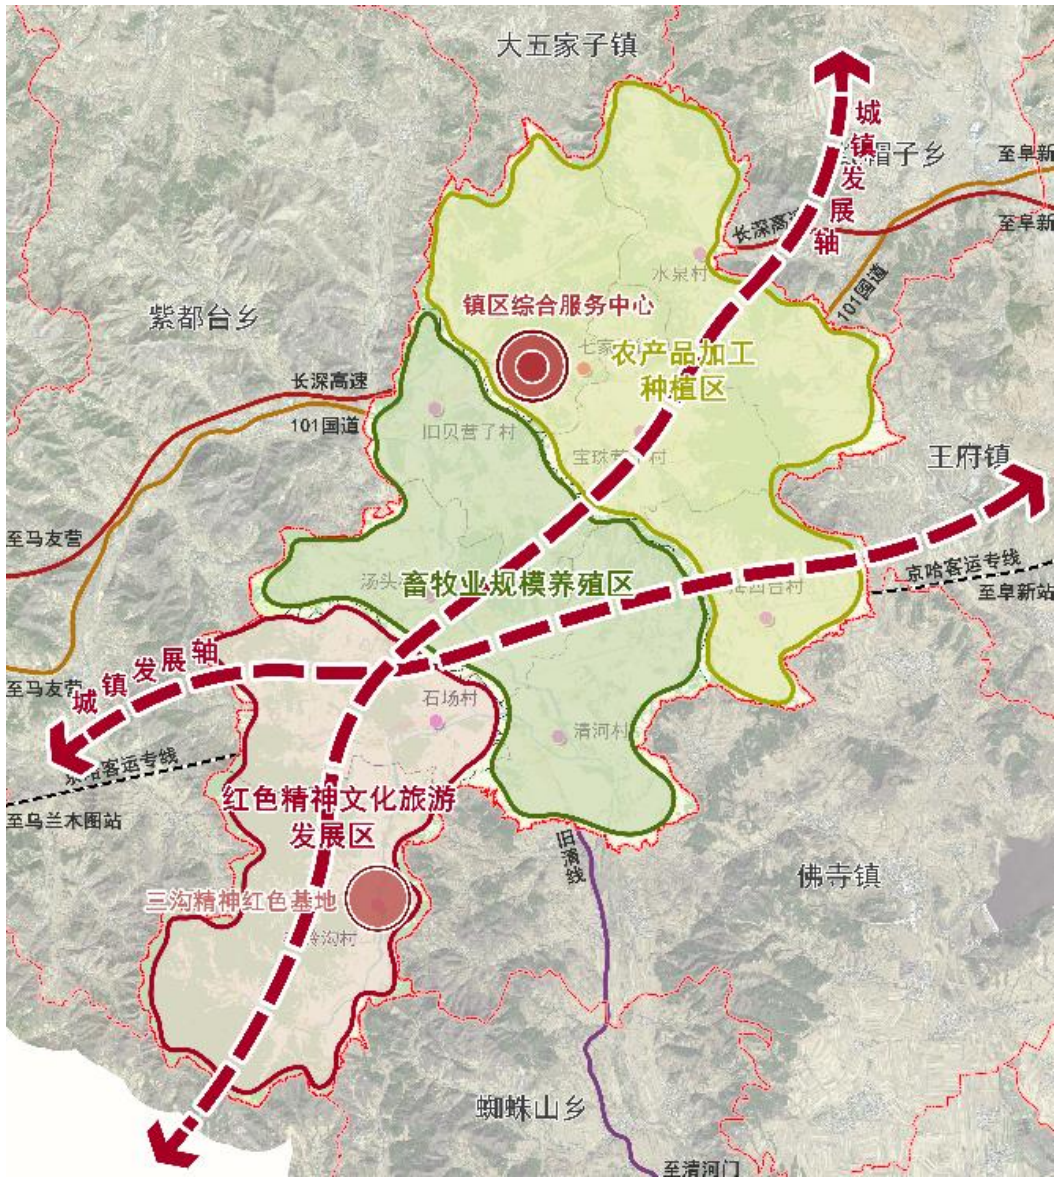 大五家子镇
城镇发展轴
帽子乡
至阜新
长深高
至阜新
水泉村
101国道
紫都台乡
镇区综合服务中心
七家
农产品加工
种植区
长深高速
101国道
旧贝营子村
宝珠营子村
王府镇
至马友营
京哈客运专线
至阜新站
汤头
畜牧业规模养殖区
城镇发展轴
至马友营
石场村
清河村
京哈客运专线
至乌兰木图站
红色精神文化旅游
发展区
旧清线
佛寺镇
三沟精神红色基地
沟村
蜘蛛山乡
至清河门